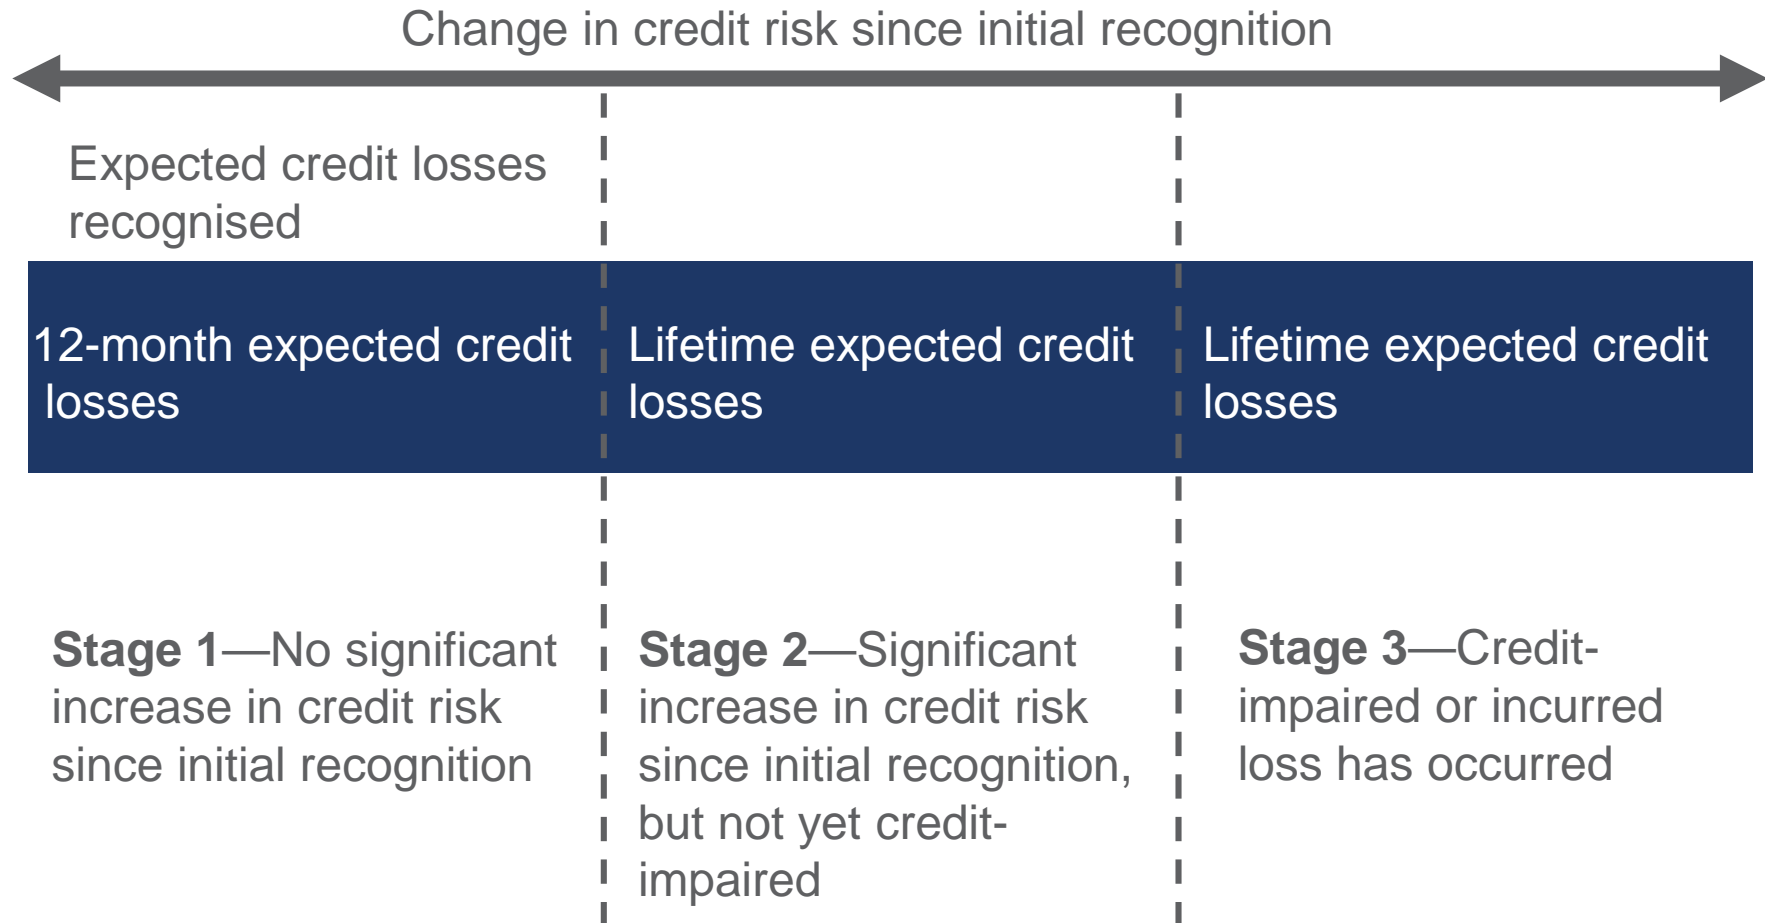 Change in credit risk since initial recognition
Expected credit losses
recognised
12-month expected credit
losses
Lifetime expected credit
losses
Lifetime expected credit
losses
Stage 1—No significant
increase in credit risk
since initial recognition
Stage 2—Significant
increase in credit risk
since initial recognition,
but not yet credit-
impaired
Stage 3—Credit-
impaired or incurred
loss has occurred